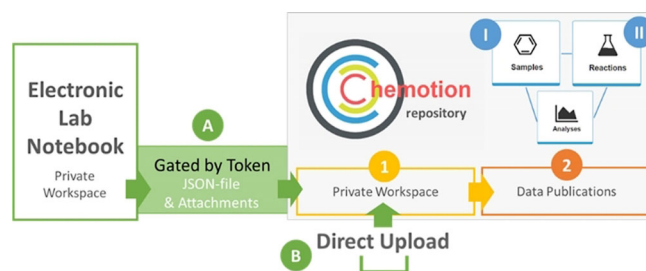 Electronic
Lab
Notebook
Private
Workspace
A
Gated by Token
JSON-file
& Attachments
Chemotion
repository
I
Samples
II
Reactions
Analyses
1
Private Workspace
2
Data Publications
B
Direct Upload